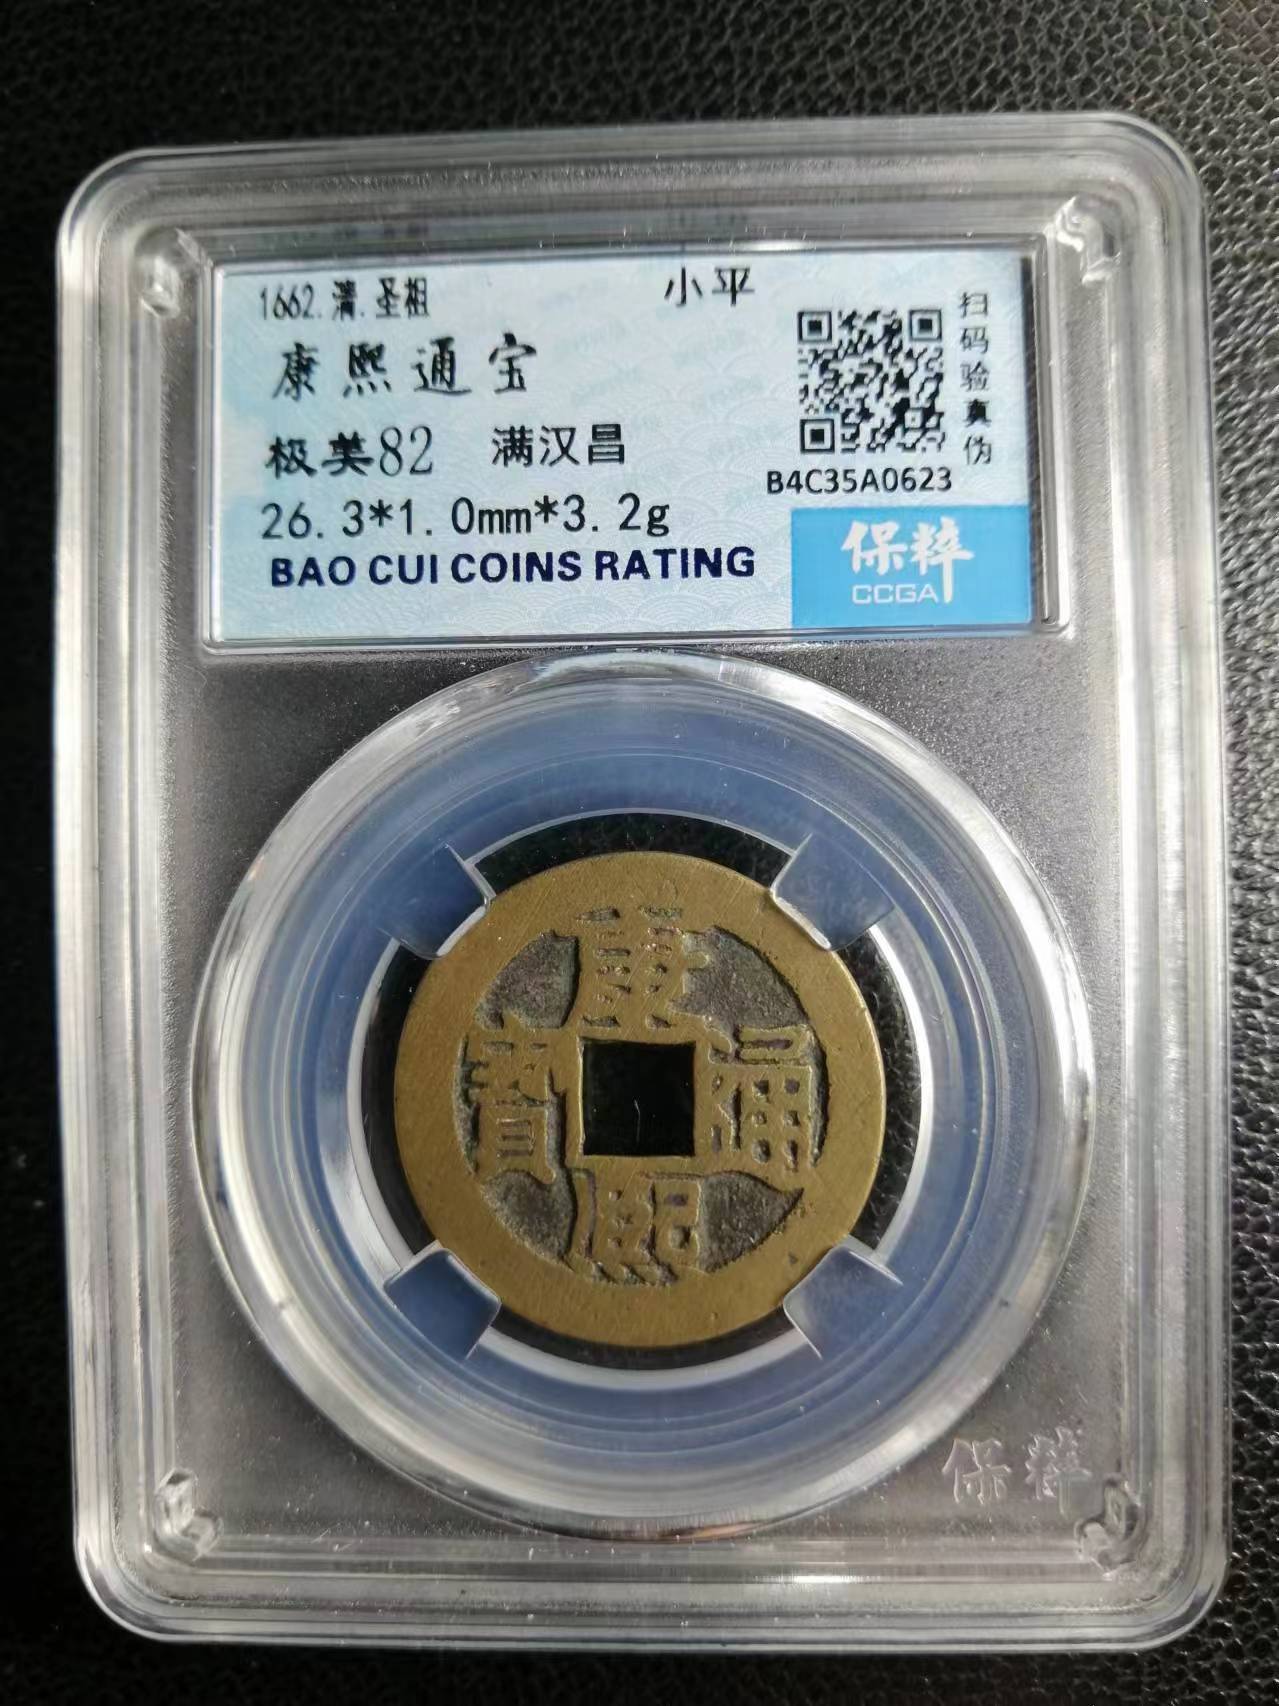 1662.清.圣祖
小平
康熙通宝
极美82 满汉昌
26.3*1.0mm*3.2g
BAO CUI COINS RATING
扫码验真伪
B4C35A0623
保粹
CCGA
康熙通寶
保粹